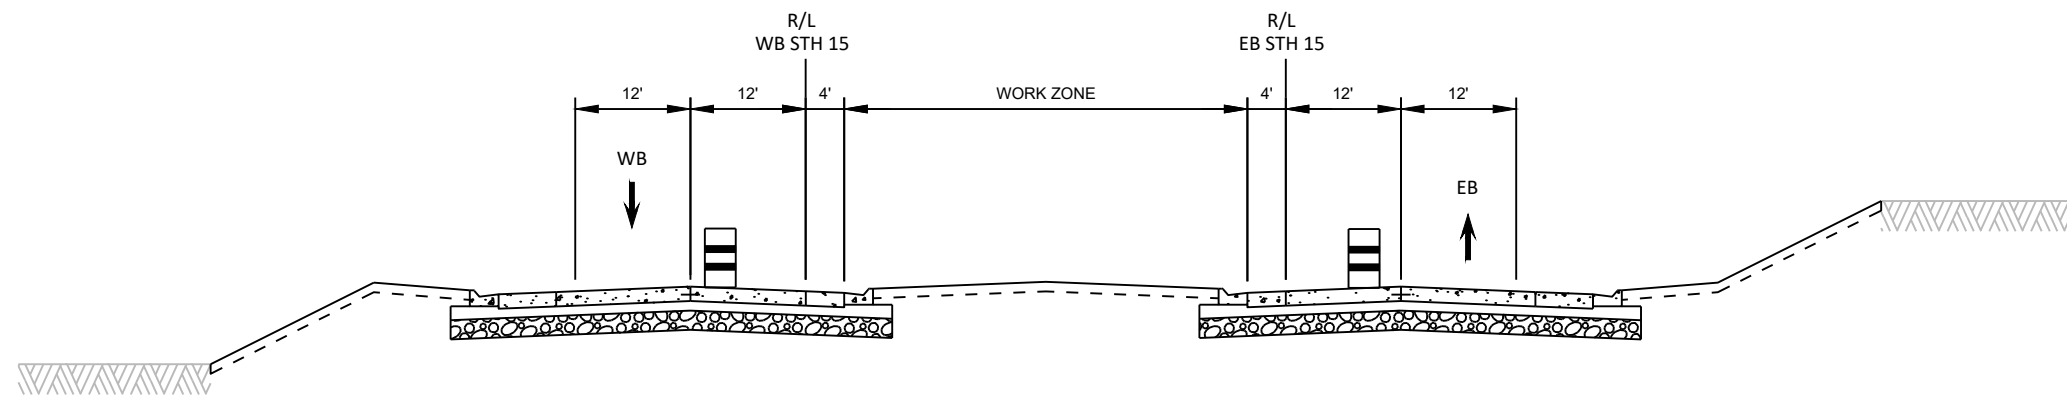 R/L
WB STH 15
R/L
EB STH 15
12'
12'
4'
WORK ZONE
4'
12'
12'
WB
EB